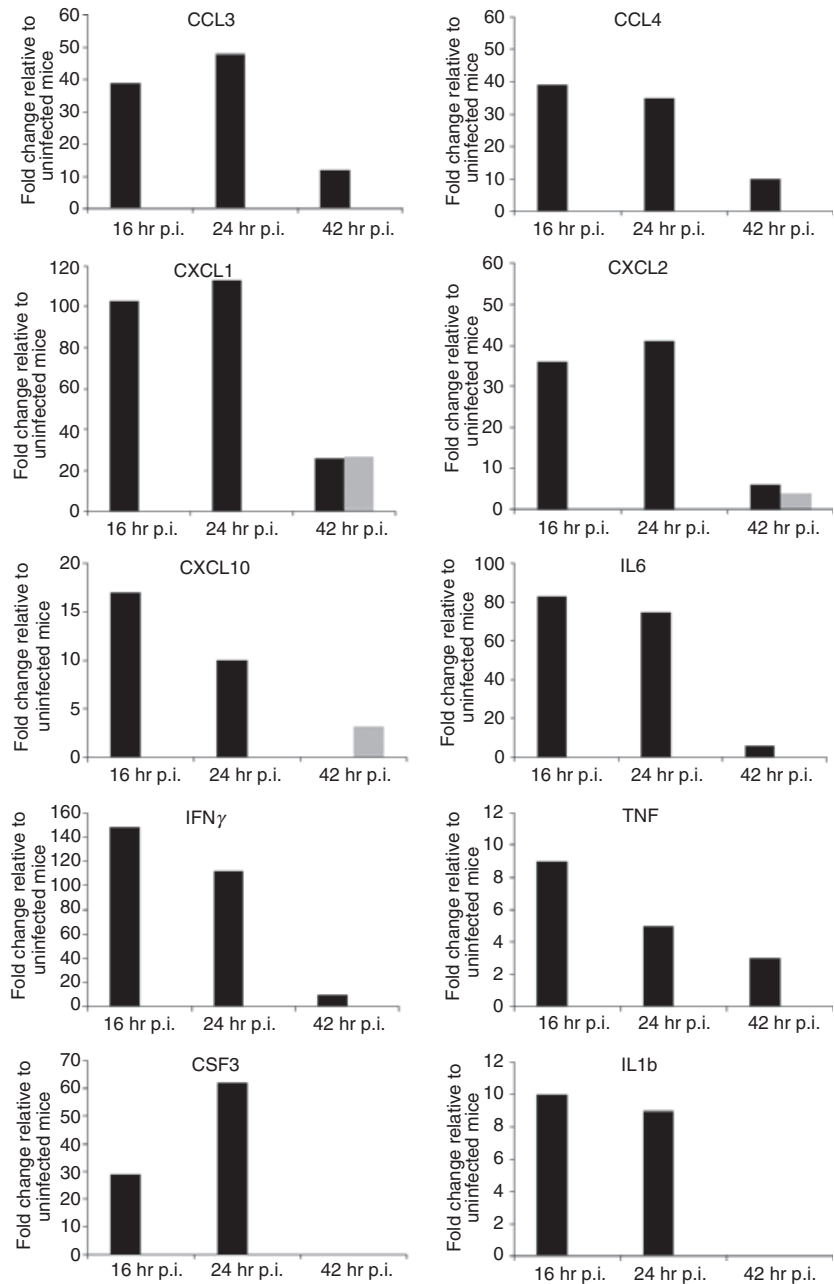 CCL3
Fold change relative to
uninfected mice
60
50
40
30
20
10
0
16 hr p.i. 24 hr p.i. 42 hr p.i.
CCL4
Fold change relative to
uninfected mice
60
50
40
30
20
10
0
16 hr p.i. 24 hr p.i. 42 hr p.i.
CXCL1
Fold change relative to
uninfected mice
120
100
80
60
40
20
0
16 hr p.i. 24 hr p.i. 42 hr p.i.
CXCL2
Fold change relative to
uninfected mice
60
50
40
30
20
10
0
16 hr p.i. 24 hr p.i. 42 hr p.i.
CXCL10
Fold change relative to
uninfected mice
20
15
10
5
0
16 hr p.i. 24 hr p.i. 42 hr p.i.
IL6
Fold change relative to
uninfected mice
100
80
60
40
20
0
16 hr p.i. 24 hr p.i. 42 hr p.i.
IFNγ
Fold change relative to
uninfected mice
160
140
120
100
80
60
40
20
0
16 hr p.i. 24 hr p.i. 42 hr p.i.
TNF
Fold change relative to
uninfected mice
12
10
8
6
4
2
0
16 hr p.i. 24 hr p.i. 42 hr p.i.
CSF3
Fold change relative to
uninfected mice
70
60
50
40
30
20
10
0
16 hr p.i. 24 hr p.i. 42 hr p.i.
IL1b
Fold change relative to
uninfected mice
12
10
8
6
4
2
0
16 hr p.i. 24 hr p.i. 42 hr p.i.